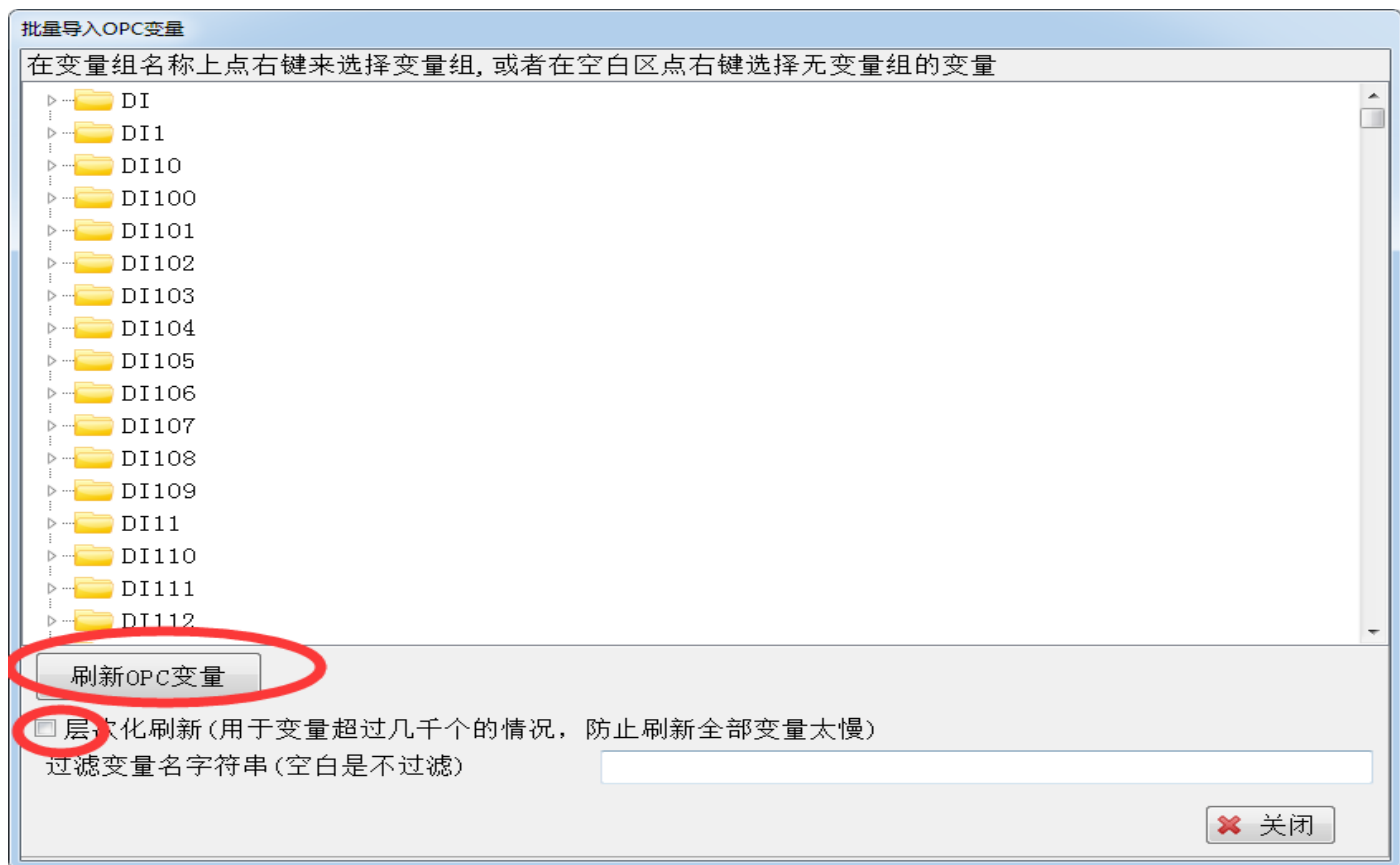 批量导入OPC变量
在变量组名称上点右键来选择变量组,或者在空白区点右键选择无变量组的变量
DI
DI1
DI10
DI100
DI101
DI102
DI103
DI104
DI105
DI106
DI107
DI108
DI109
DI11
DI110
DI111
DI112
刷新OPC变量
层次化刷新(用于变量超过几千个的情况，防止刷新全部变量太慢)
过滤变量名字符串(空白是不过滤)
关闭